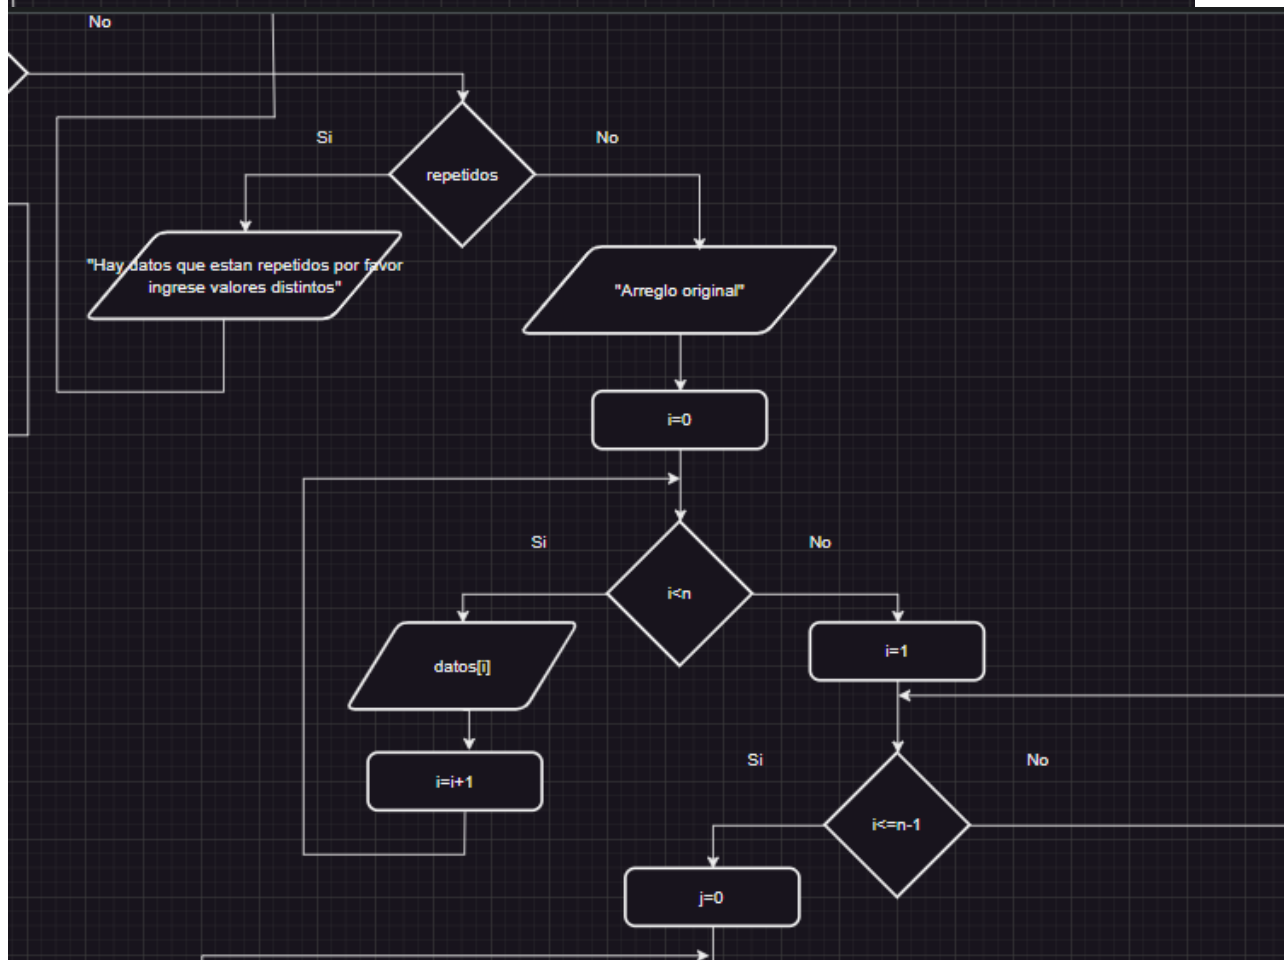 No
Si
No
repetidos
"Hay datos que estan repetidos por favor
ingrese valores distintos"
"Arreglo original"
i=0
Si
No
i<n
datos[i]
i=1
i=i+1
Si
No
i<=n-1
j=0